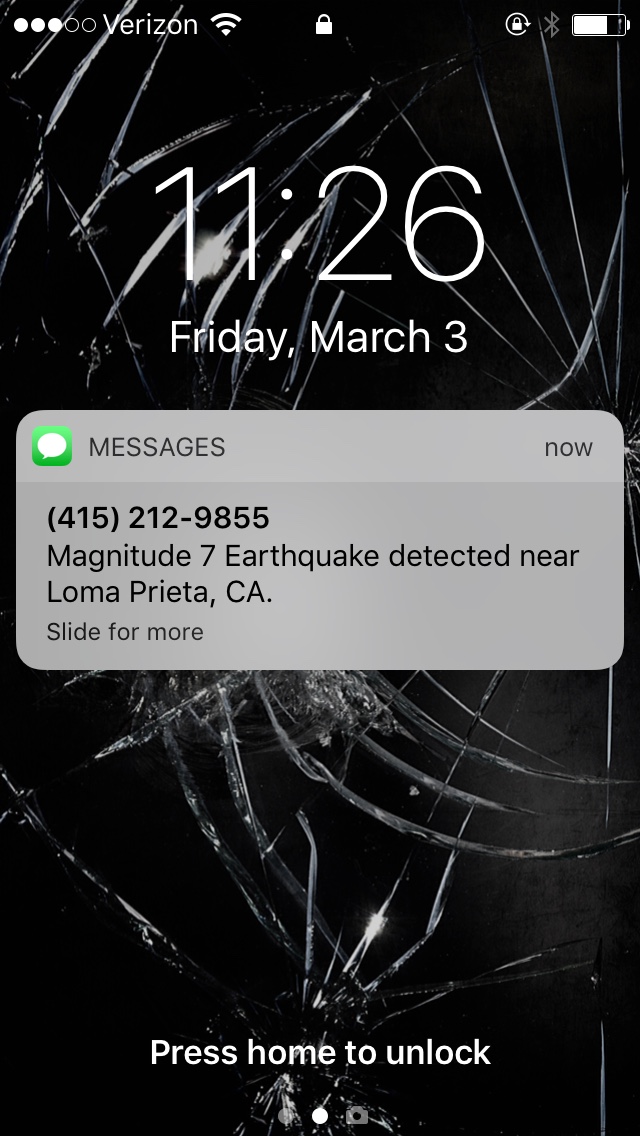 Verizon
11:26
Friday, March 3
MESSAGES now
(415) 212-9855
Magnitude 7 Earthquake detected near
Loma Prieta, CA.
Slide for more
Press home to unlock